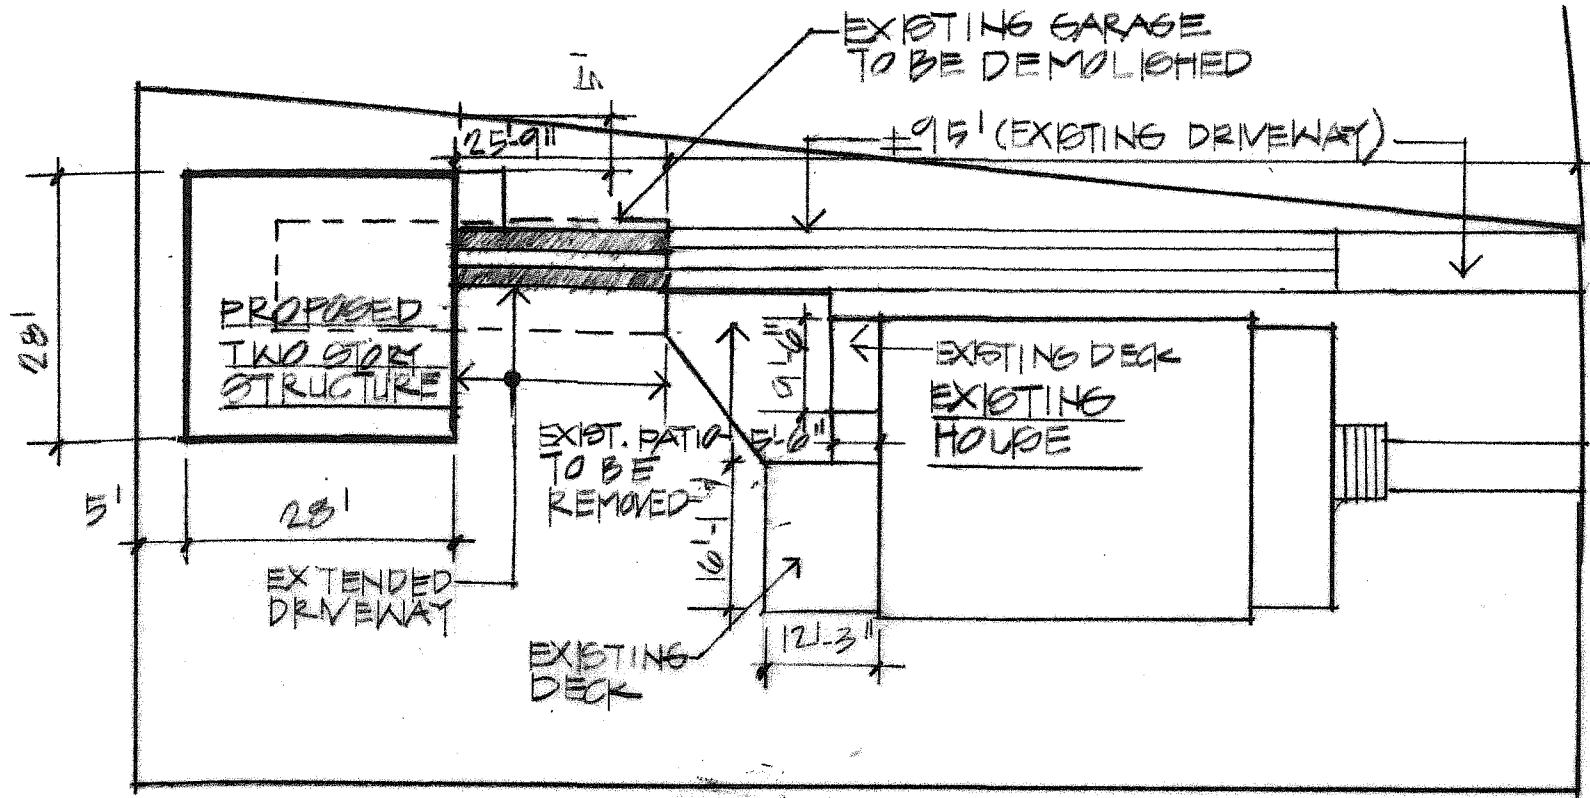 EXISTING GARAGE
TO BE DEMOLISHED
5'
25'-9"
±95' (EXISTING DRIVEWAY)
28'
PROPOSED
TWO STORY
STRUCTURE
EXISTING DECK
EXISTING
HOUSE
EXIST. PATIO
TO BE
REMOVED
5'-6"
5'
28'
EXTENDED
DRIVEWAY
EXISTING
DECK
12'-3"